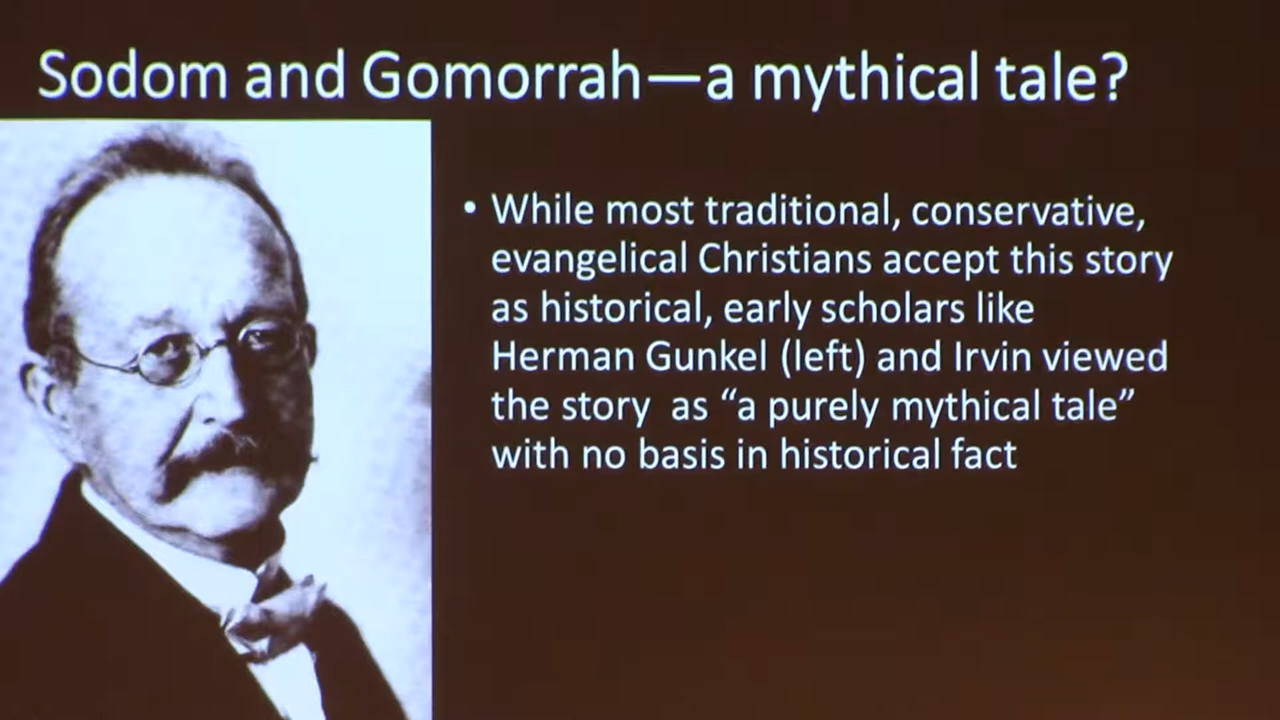 Sodom and Gomorrah—a mythical tale?
• While most traditional, conservative,
evangelical Christians accept this story
as historical, early scholars like
Herman Gunkel (left) and Irvin viewed
the story  as “a purely mythical tale”
with no basis in historical fact